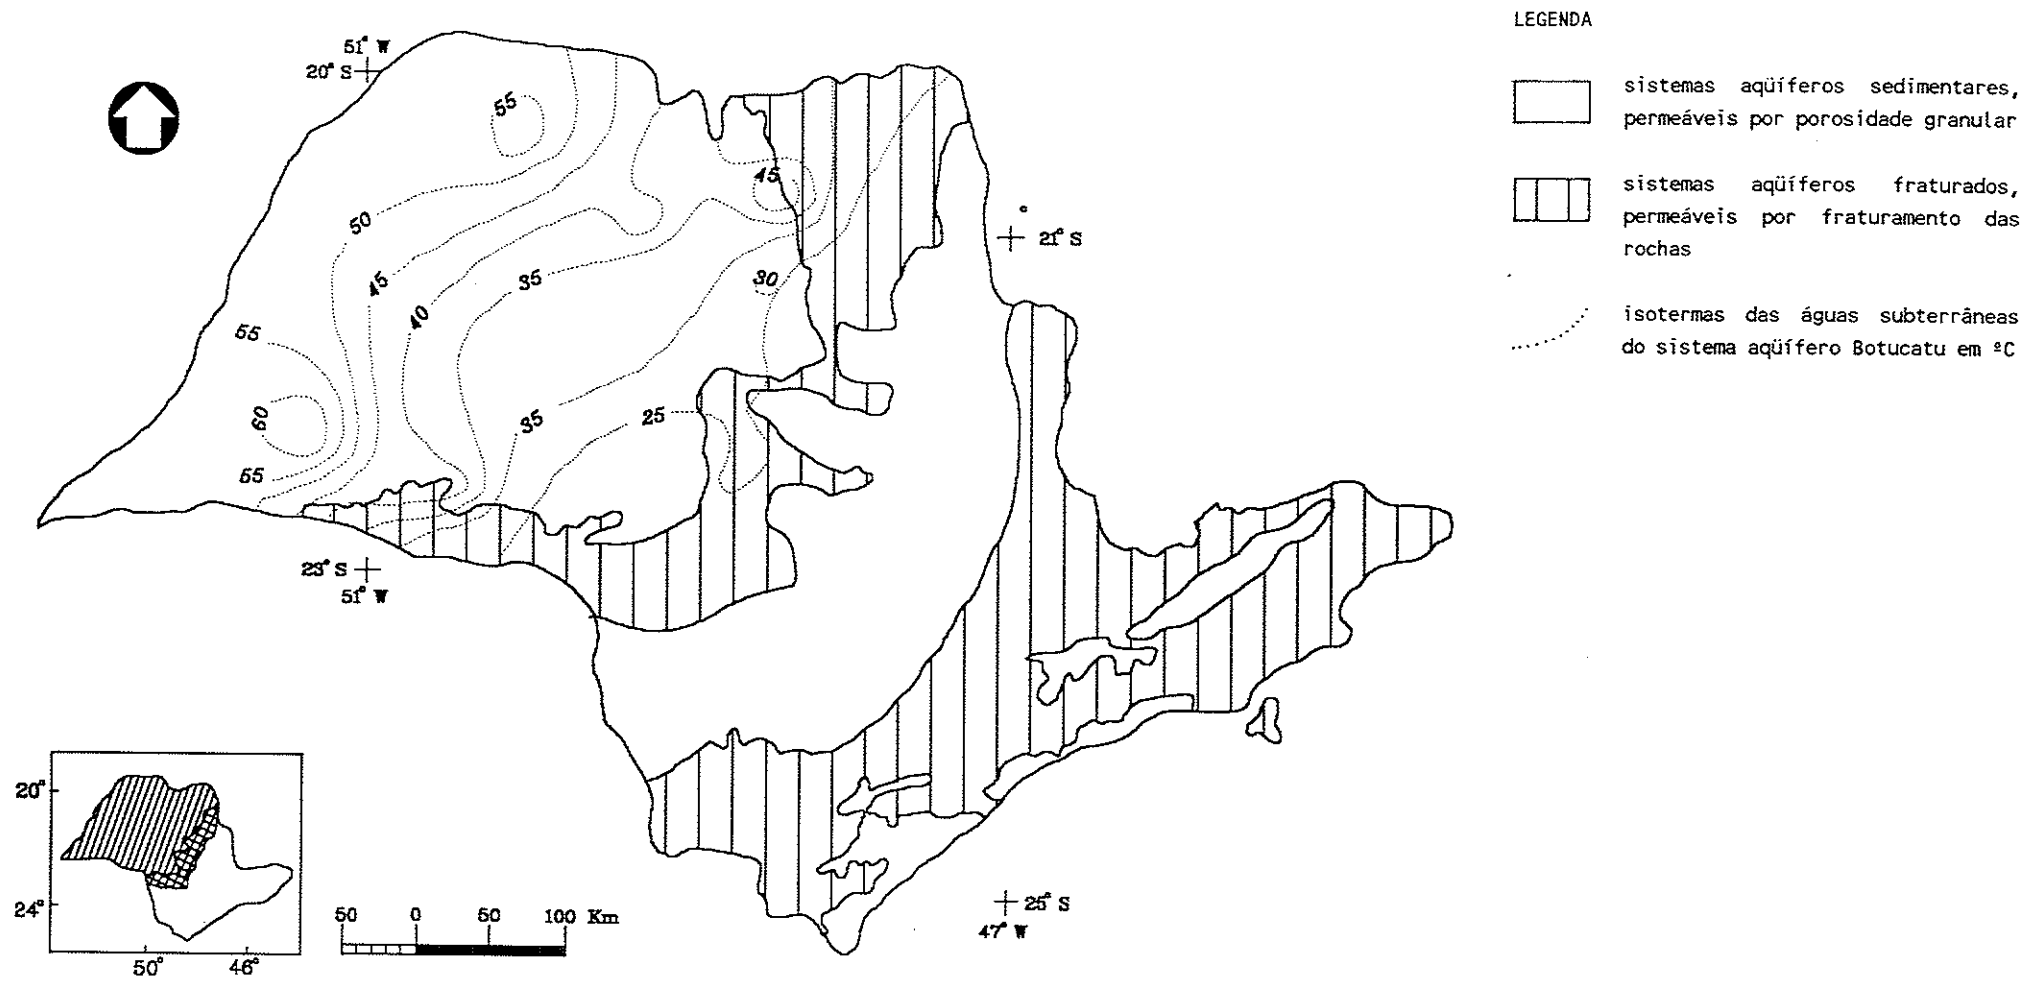 LEGENDA
sistemas aqüíferos sedimentares,
permeáveis por porosidade granular
sistemas aqüíferos fraturados,
permeáveis por fraturamento das
rochas
isotermas das águas subterrâneas
do sistema aqüífero Botucatu em ºC
51° W
20° S
55
50
45
45
40
35
30
55
60
55
35
25
21° S
23° S
51° W
25° S
47° W
20°
24°
50°
46°
50 0 50 100 Km